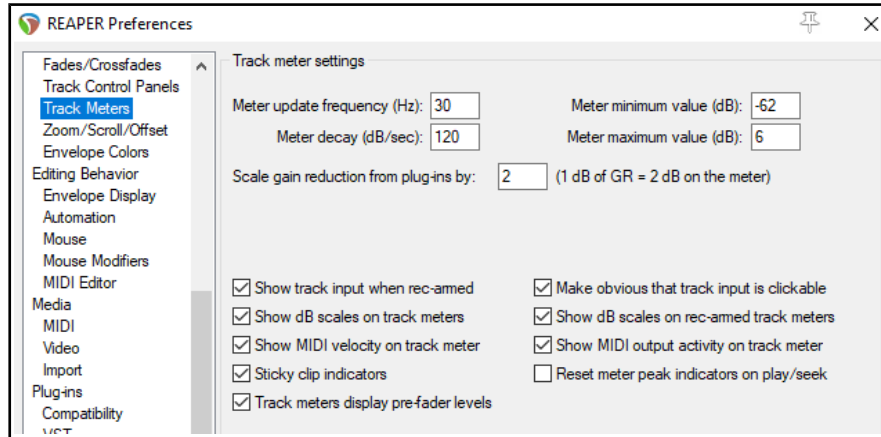 REAPER Preferences
Fades/Crossfades
Track Control Panels
Track Meters
Zoom/Scroll/Offset
Envelope Colors
Editing Behavior
Envelope Display
Automation
Mouse
Mouse Modifiers
MIDI Editor
Media
MIDI
Video
Import
Plug-ins
Compatibility
VST
Track meter settings
Meter update frequency (Hz): 30 Meter minimum value (dB): -62
Meter decay (dB/sec): 120 Meter maximum value (dB): 6
Scale gain reduction from plug-ins by: 2 (1 dB of GR = 2 dB on the meter)
Show track input when rec-armed Make obvious that track input is clickable
Show dB scales on track meters Show dB scales on rec-armed track meters
Show MIDI velocity on track meter Show MIDI output activity on track meter
Sticky clip indicators Reset meter peak indicators on play/seek
Track meters display pre-fader levels